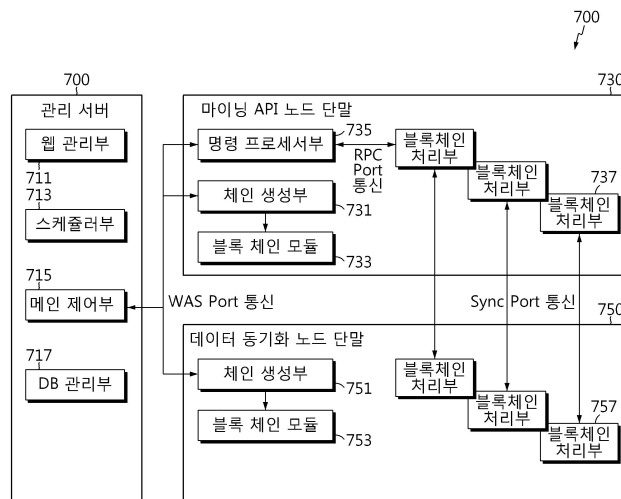 700
700
관리 서버
웹 관리부
711
713
스케쥴러부
715
메인 제어부
717
DB 관리부
730
마이닝 API 노드 단말
명령 프로세서부
735
RPC
Port
통신
블록체인
처리부
블록체인
처리부
737
블록체인
처리부
체인 생성부
731
블록 체인 모듈
733
WAS Port 통신
Sync Port 통신
750
데이터 동기화 노드 단말
체인 생성부
751
블록 체인 모듈
753
블록체인
처리부
블록체인
처리부
757
블록체인
처리부